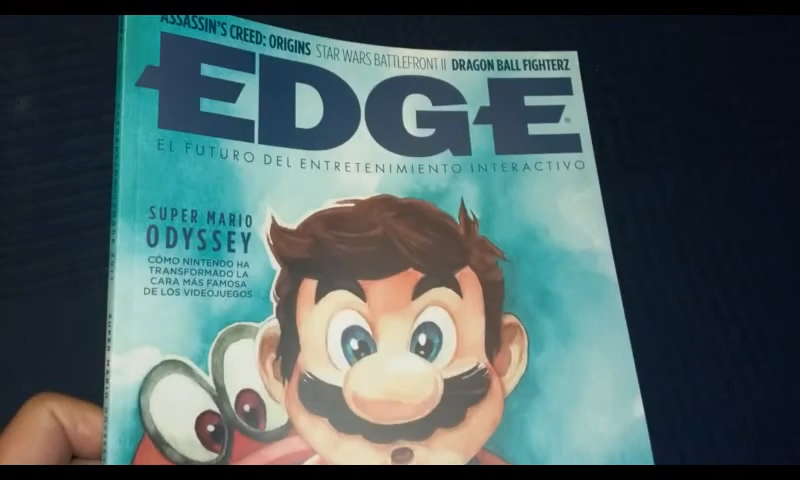 ASSASSIN'S CREED: ORIGINS STAR WARS BATTLEFRONT II DRAGON BALL FIGHTERZ
EDGE
EL FUTURO DEL ENTRETENIMIENTO INTERACTIVO
SUPER MARIO
ODYSSEY
CÓMO NINTENDO HA
TRANSFORMADO LA
CARA MÁS FAMOSA
DE LOS VIDEOJUEGOS